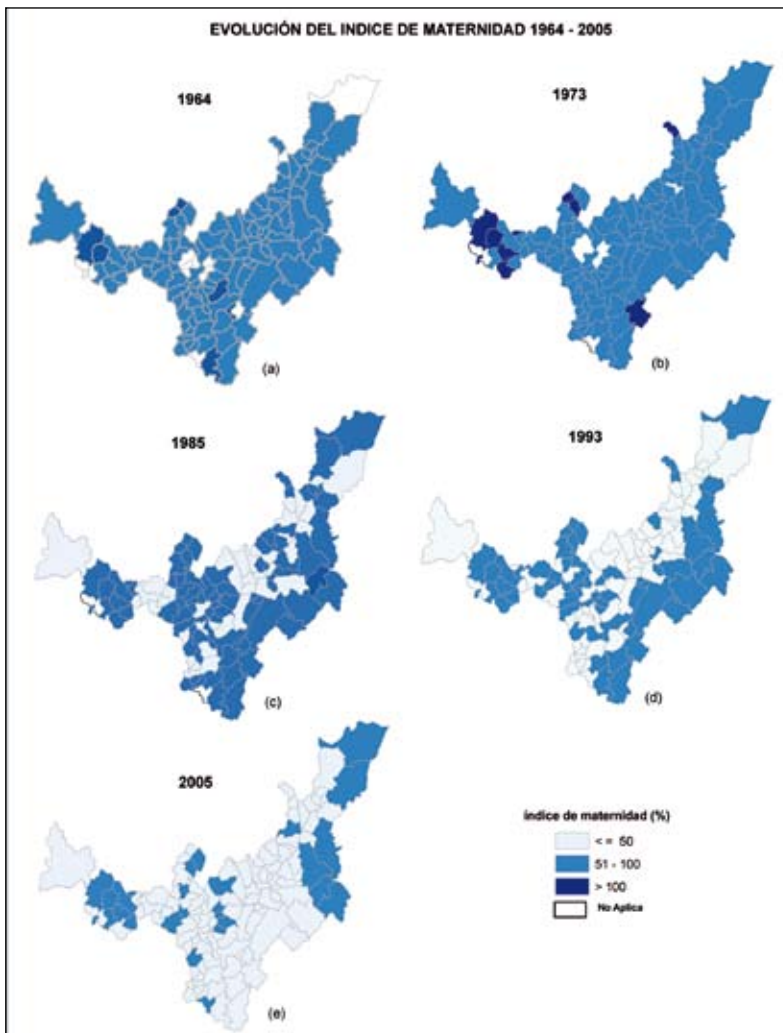 EVOLUCIÓN DEL INDICE DE MATERNIDAD 1964 - 2005
1964
1973
(a)
(b)
1985
1993
(c)
(d)
2005
índice de maternidad (%)
< = 50
51 - 100
> 100
No Aplica
(e)